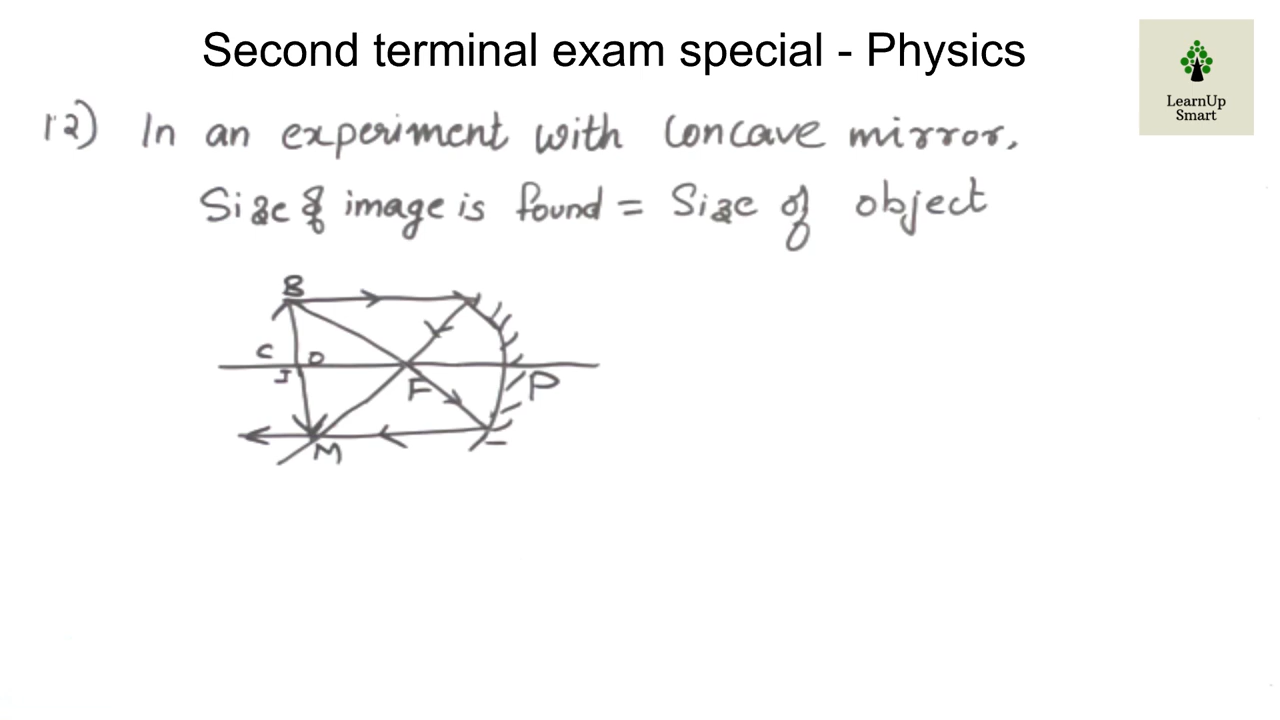 Second terminal exam special - Physics
LearnUp
Smart
12) In an experiment with Concave mirror,
Size of image is found = Size of object
B
C O
I
F
P
M